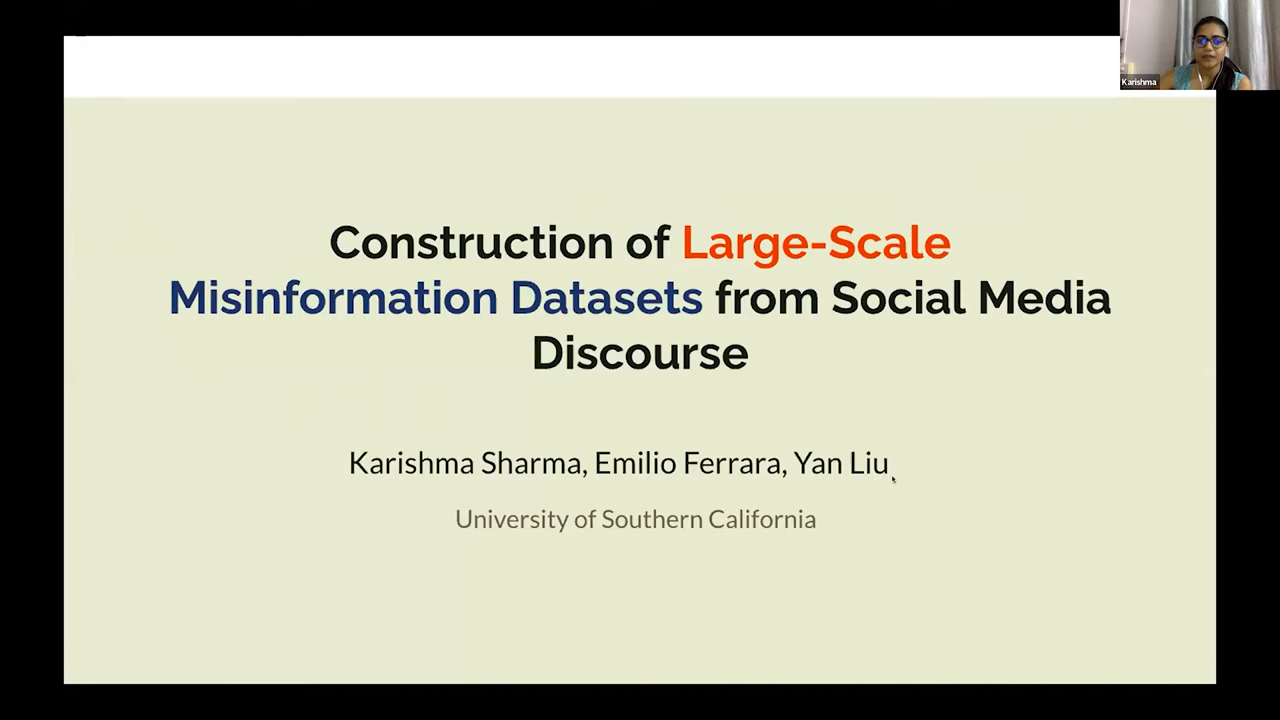 Karishma
Construction of Large-Scale
Misinformation Datasets from Social Media
Discourse
Karishma Sharma, Emilio Ferrara, Yan Liu
University of Southern California